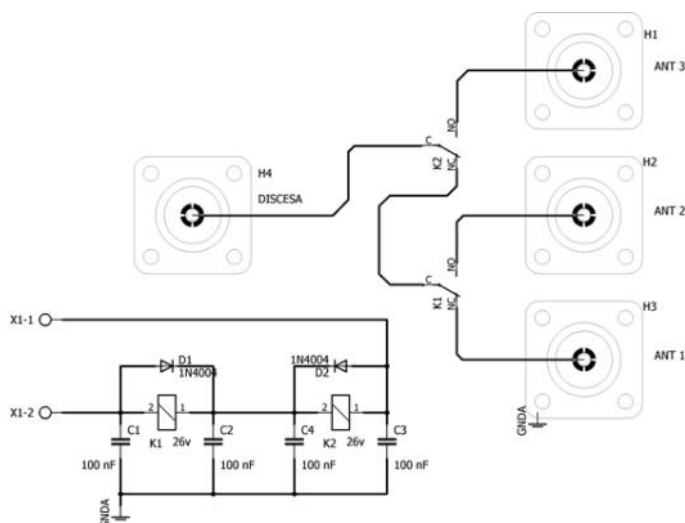 H1
ANT 3
NO
C
K2
NC
H4
DISCESA
H2
ANT 2
NO
C
K1
NC
H3
ANT 1
GNDA
X1-1
D1
1N4004
1N4004
D2
X1-2
2
1
2
1
C1
K1
26v
C2
C4
K2
26v
C3
100 nF
100 nF
100 nF
100 nF
GNDA